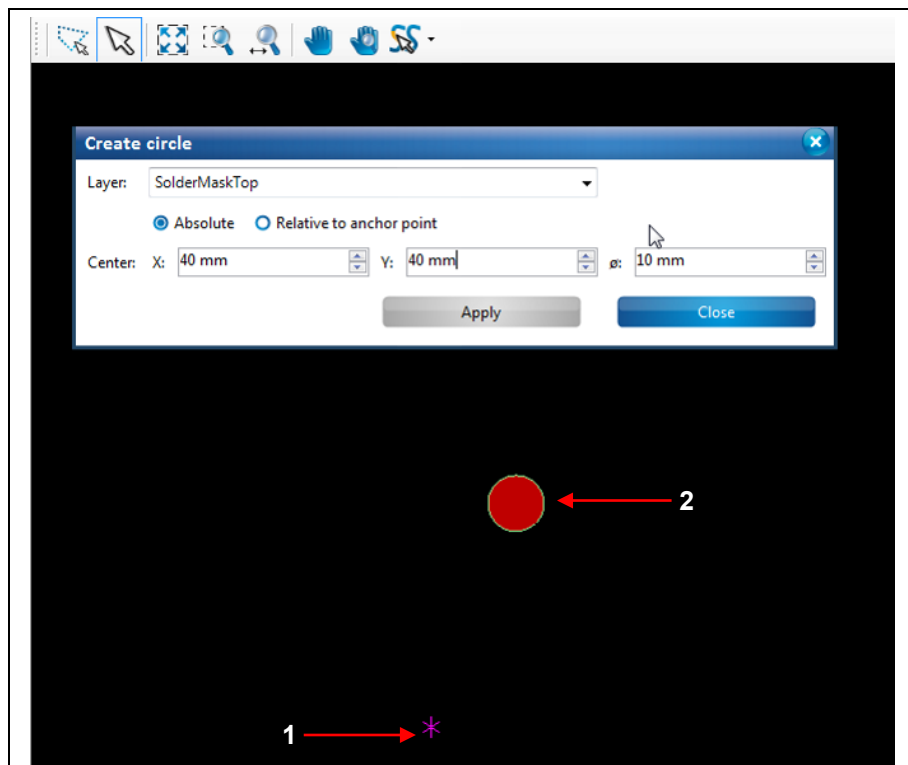 Create circle
Layer: SolderMaskTop
Absolute Relative to anchor point
Center: X: 40 mm Y: 40 mm ø: 10 mm
Apply Close
2
1